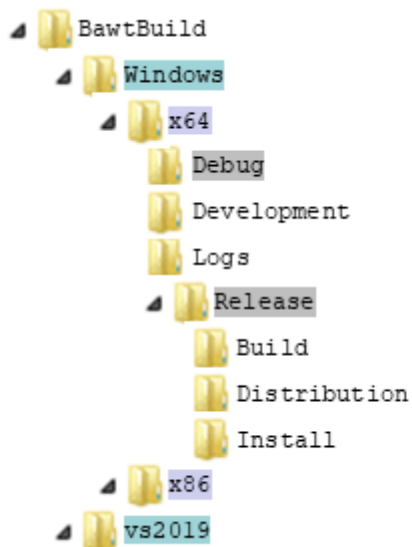 BawtBuild
Windows
x64
Debug
Development
Logs
Release
Build
Distribution
Install
x86
vs2019